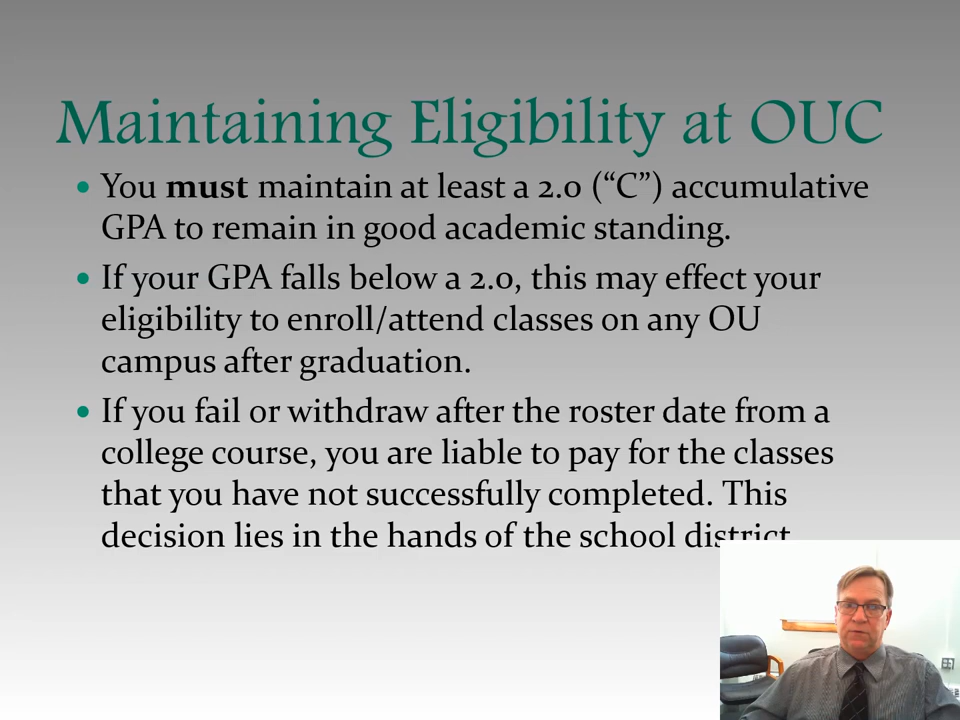 Maintaining Eligibility at OUC
• You must maintain at least a 2.0 (“C”) accumulative
GPA to remain in good academic standing.
• If your GPA falls below a 2.0, this may effect your
eligibility to enroll/attend classes on any OU
campus after graduation.
• If you fail or withdraw after the roster date from a
college course, you are liable to pay for the classes
that you have not successfully completed. This
decision lies in the hands of the school district